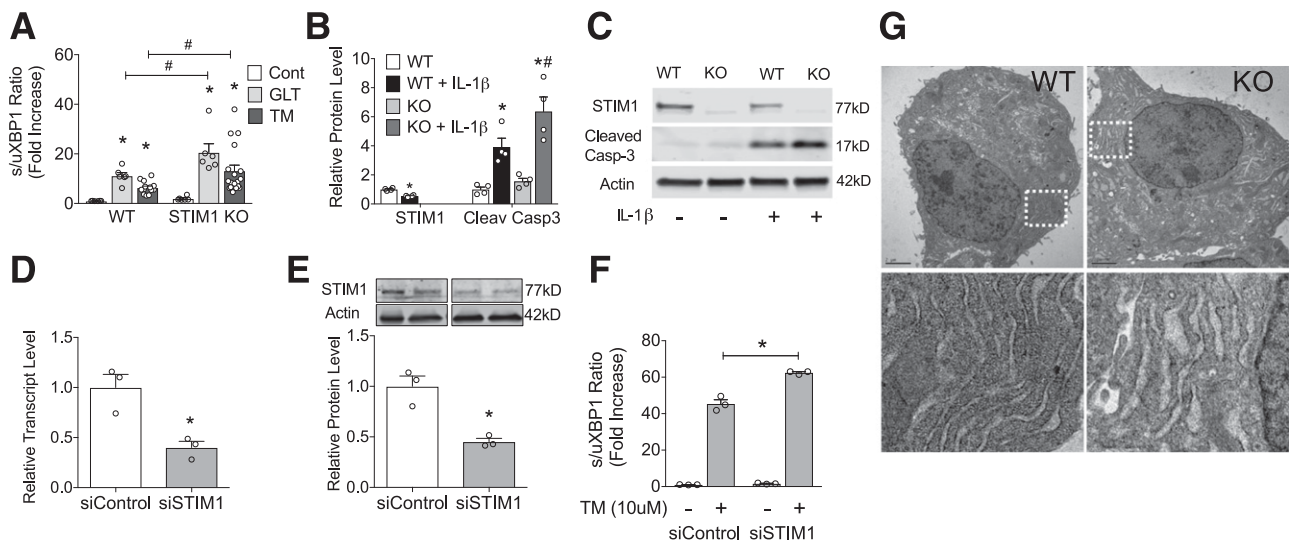 A
s/uXBP1 Ratio
(Fold Increase)
60
40
20
0
#
#
*
*
*
*
WT
STIM1 KO
Cont
GLT
TM
B
Relative Protein Level
10
8
6
4
2
0
WT
WT + IL-1β
KO
KO + IL-1β
*
*
*#
STIM1
Cleav Casp3
C
WT KO WT KO
STIM1
77kD
Cleaved
Casp-3
17kD
Actin
42kD
IL-1β - - + +
D
Relative Transcript Level
1.5
1.0
0.5
0.0
*
siControl
siSTIM1
E
STIM1
77kD
Actin
42kD
Relative Protein Level
1.5
1.0
0.5
0.0
*
siControl
siSTIM1
F
s/uXBP1 Ratio
(Fold Increase)
80
60
40
20
0
*
TM (10uM) - + - +
siControl
siSTIM1
G
WT
KO